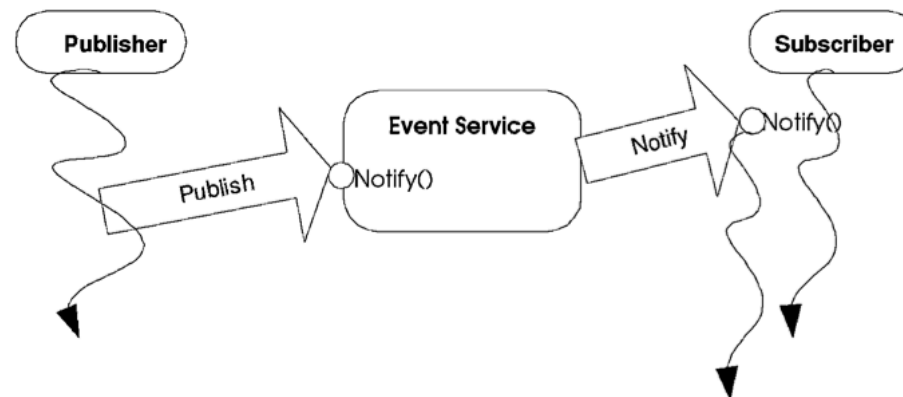 Publisher
Subscriber
Event Service
Notify()
Notify
Publish
Notify()